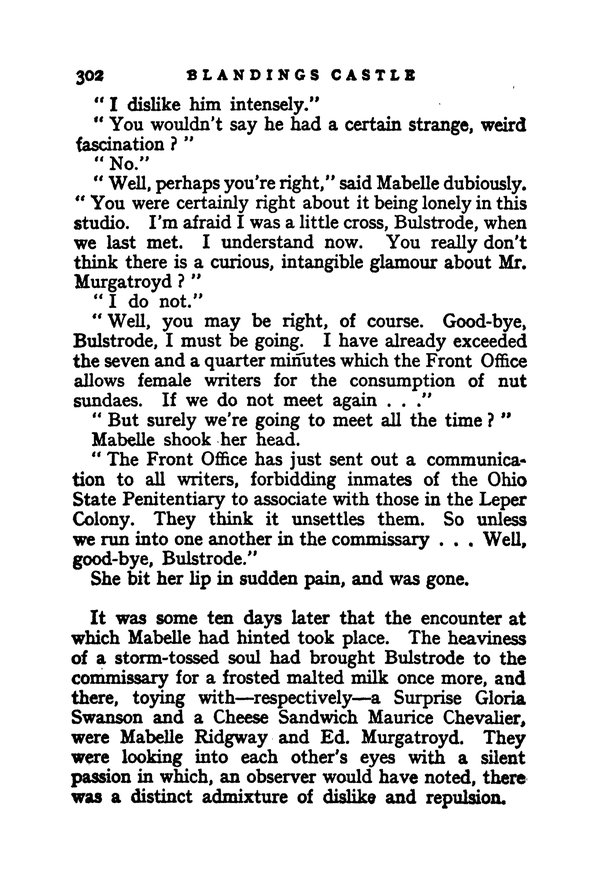 302 BLANDINGS CASTLE
" I dislike him intensely."
" You wouldn't say he had a certain strange, weird
fascination ? "
" No."
" Well, perhaps you're right," said Mabelle dubiously.
" You were certainly right about it being lonely in this
studio. I'm afraid I was a little cross, Bulstrode, when
we last met. I understand now. You really don't
think there is a curious, intangible glamour about Mr.
Murgatroyd ? "
" I do not."
" Well, you may be right, of course. Good-bye,
Bulstrode, I must be going. I have already exceeded
the seven and a quarter minutes which the Front Office
allows female writers for the consumption of nut
sundaes. If we do not meet again . . ."
" But surely we're going to meet all the time ? "
Mabelle shook her head.
" The Front Office has just sent out a communica-
tion to all writers, forbidding inmates of the Ohio
State Penitentiary to associate with those in the Leper
Colony. They think it unsettles them. So unless
we run into one another in the commissary . . . Well,
good-bye, Bulstrode."
She bit her lip in sudden pain, and was gone.
It was some ten days later that the encounter at
which Mabelle had hinted took place. The heaviness
of a storm-tossed soul had brought Bulstrode to the
commissary for a frosted malted milk once more, and
there, toying with—respectively—a Surprise Gloria
Swanson and a Cheese Sandwich Maurice Chevalier,
were Mabelle Ridgway and Ed. Murgatroyd. They
were looking into each other's eyes with a silent
passion in which, an observer would have noted, there
was a distinct admixture of dislike and repulsion.